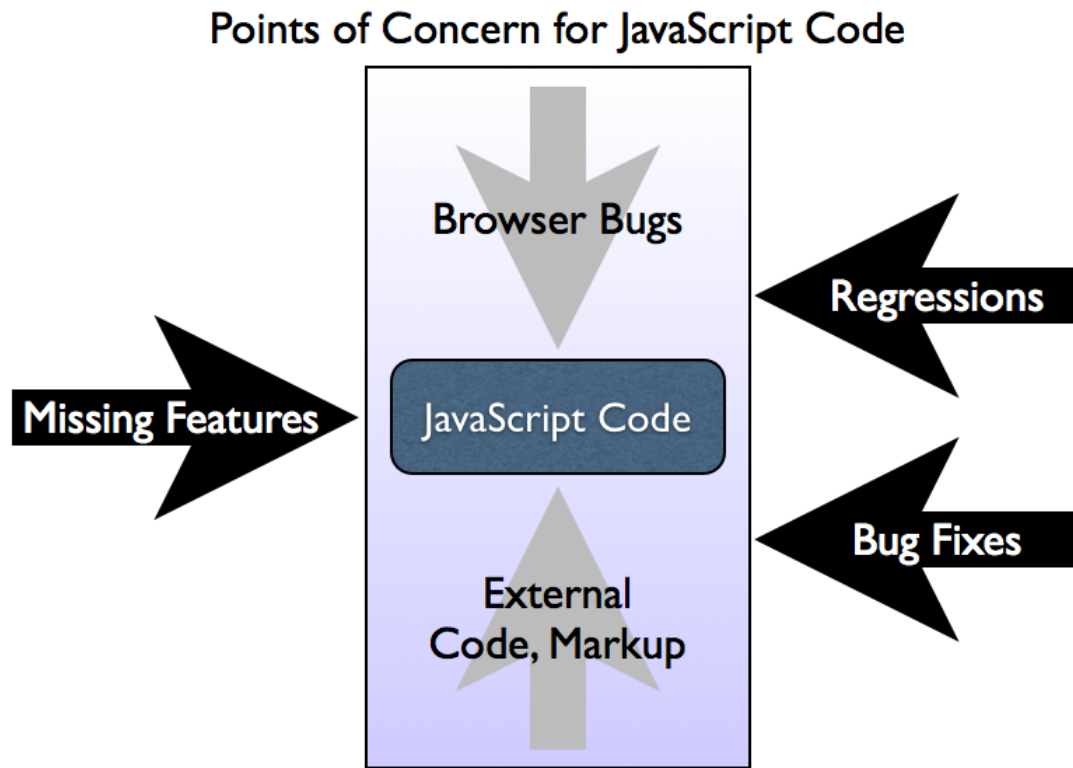 Points of Concern for JavaScript Code
Browser Bugs
Regressions
Missing Features
JavaScript Code
Bug Fixes
External
Code, Markup